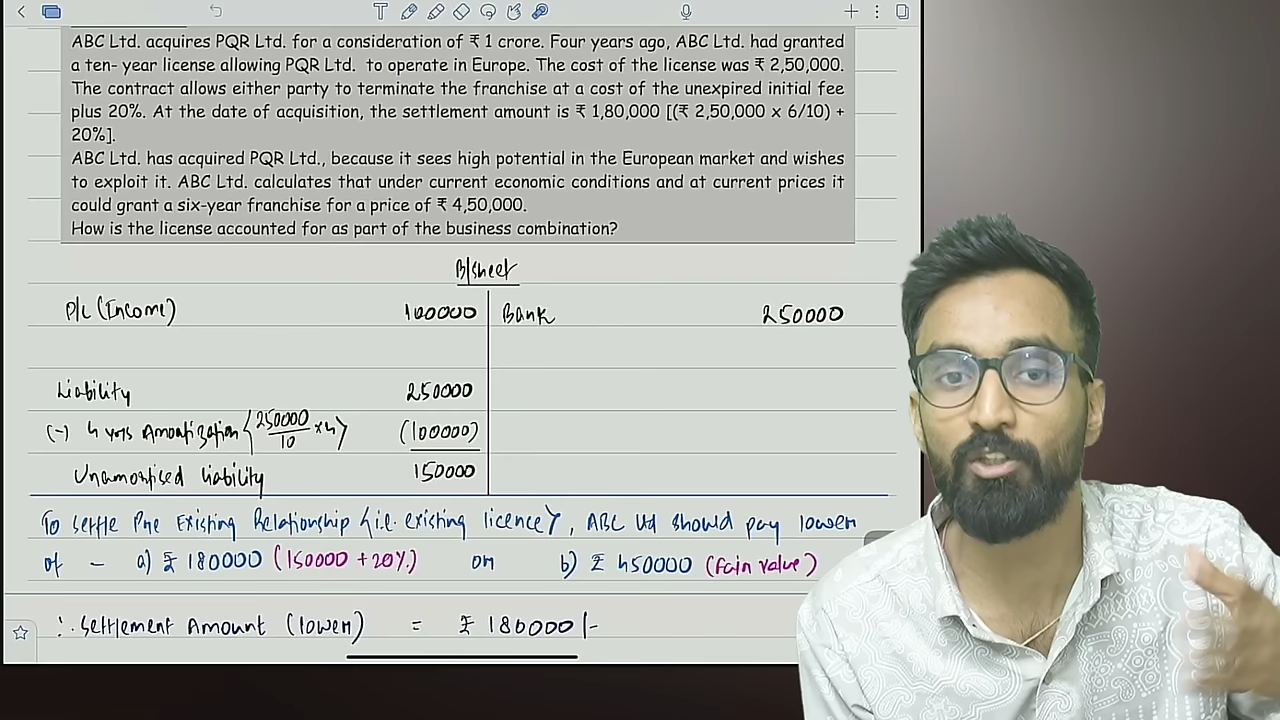 ABC Ltd. acquires PQR Ltd. for a consideration of ₹ 1 crore. Four years ago, ABC Ltd. had granted
a ten- year license allowing PQR Ltd. to operate in Europe. The cost of the license was ₹ 2,50,000.
The contract allows either party to terminate the franchise at a cost of the unexpired initial fee
plus 20%. At the date of acquisition, the settlement amount is ₹ 1,80,000 [(₹ 2,50,000 x 6/10) +
20%].
ABC Ltd. has acquired PQR Ltd., because it sees high potential in the European market and wishes
to exploit it. ABC Ltd. calculates that under current economic conditions and at current prices it
could grant a six-year franchise for a price of ₹ 4,50,000.
How is the license accounted for as part of the business combination?
B/sheet
P/L (Income) 100000 Bank 250000
Liability 250000
(-) 4 yrs Amortization {250000/10 x4} (100000)
Unamortised liability 150000
To settle Pre Existing Relationship {i.e. existing licence}, ABC Ltd should pay lower
of - a) ₹ 180000 (150000 +20%) or b) ₹ 450000 (Fair value)
∴ Settlement Amount (lower) = ₹ 180000/-